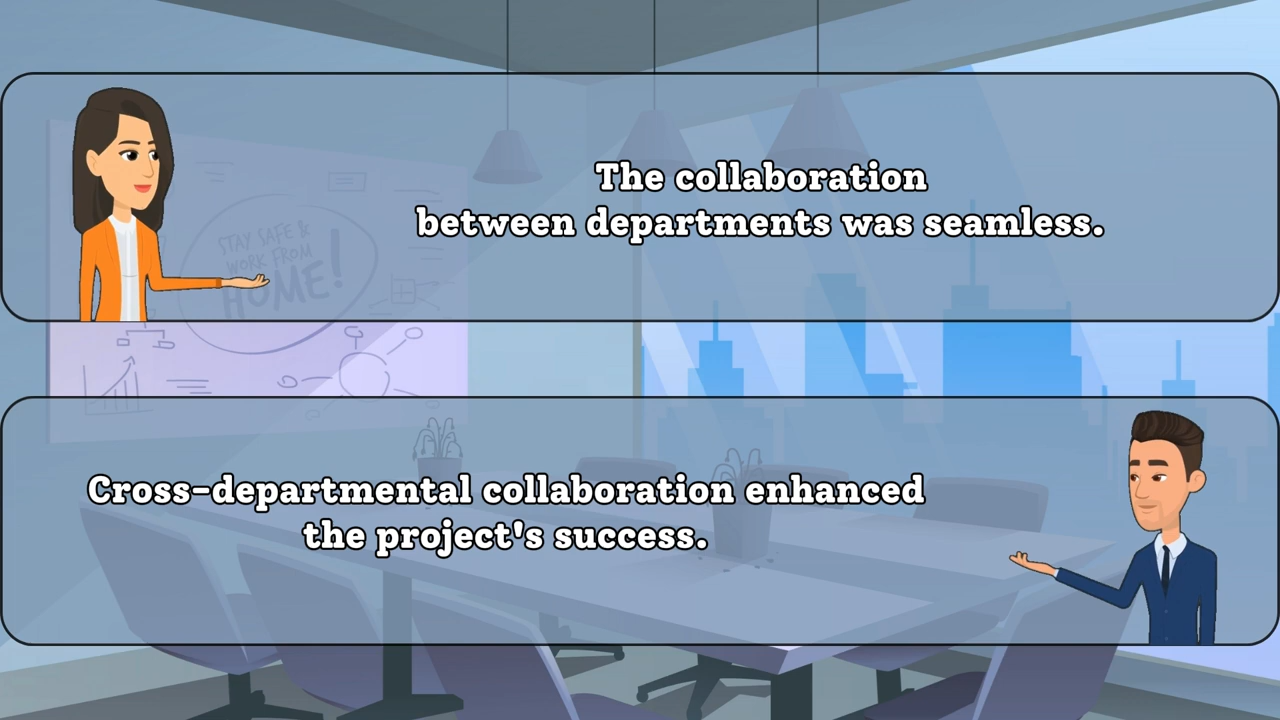 The collaboration
between departments was seamless.
STAY SAFE &
WORK FROM
HOME!
Cross-departmental collaboration enhanced
the project's success.